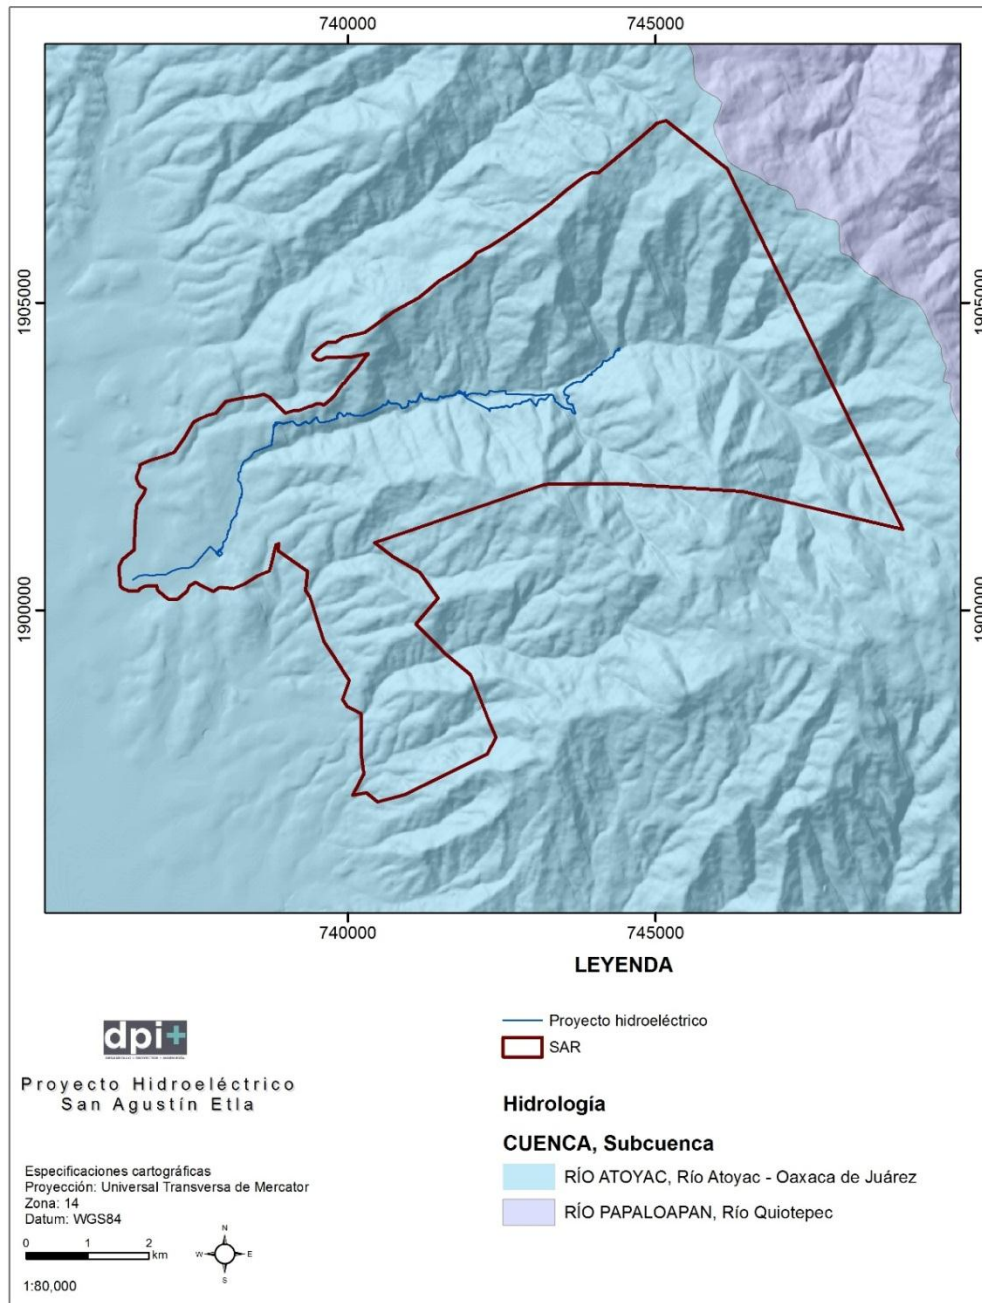 740000
745000
1905000
1905000
1900000
1900000
740000
745000
LEYENDA
Proyecto hidroeléctrico
SAR
dpi+
Proyecto Hidroeléctrico
San Agustín Etla
Hidrología
CUENCA, Subcuenca
RÍO ATOYAC, Río Atoyac - Oaxaca de Juárez
RÍO PAPALOAPAN, Río Quiotepec
Especificaciones cartográficas
Proyección: Universal Transversa de Mercator
Zona: 14
Datum: WGS84
0 1 2
km
N
W E
S
1:80,000